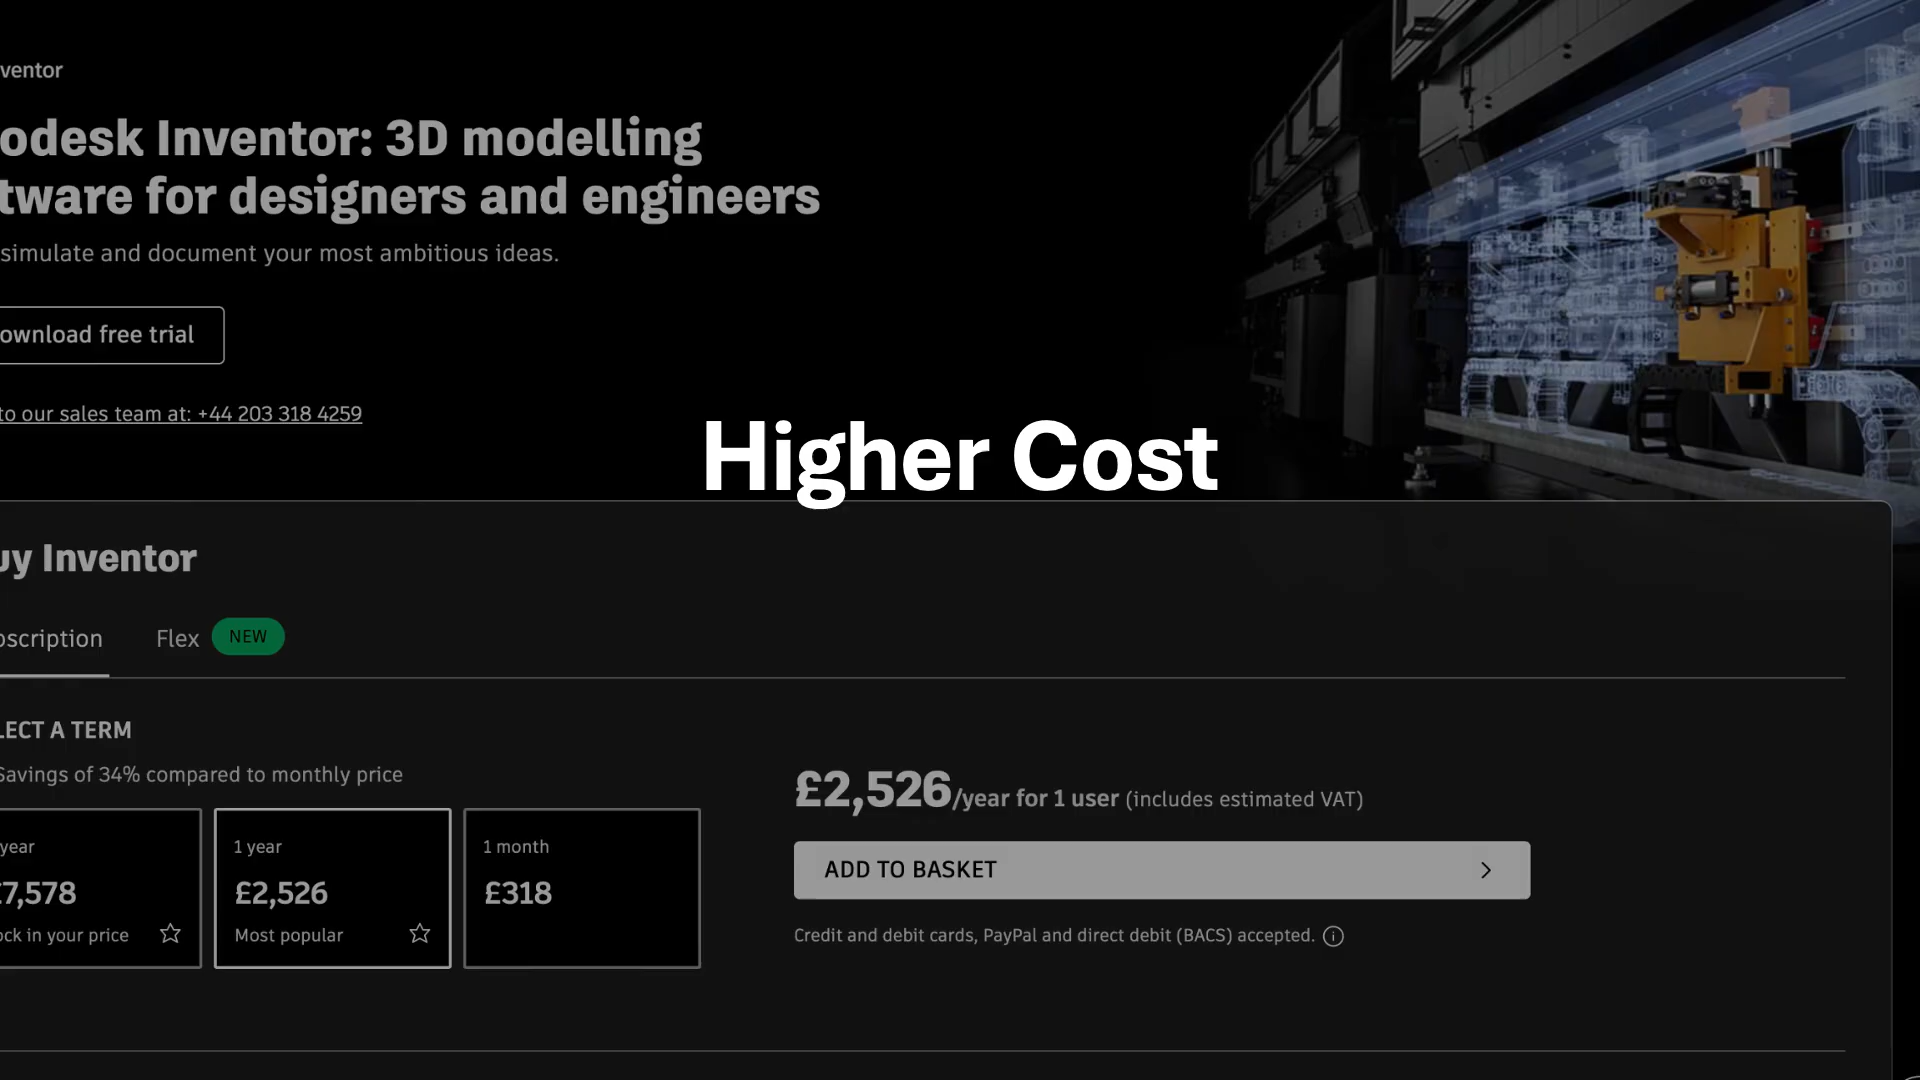 ventor
odesk Inventor: 3D modelling
tware for designers and engineers
simulate and document your most ambitious ideas.
ownload free trial
to our sales team at: +44 203 318 4259
Higher Cost
uy Inventor
bscription Flex NEW
LECT A TERM
Savings of 34% compared to monthly price
year
£7,578
ock in your price
1 year
£2,526
Most popular
1 month
£318
£2,526/year for 1 user (includes estimated VAT)
ADD TO BASKET
Credit and debit cards, PayPal and direct debit (BACS) accepted.